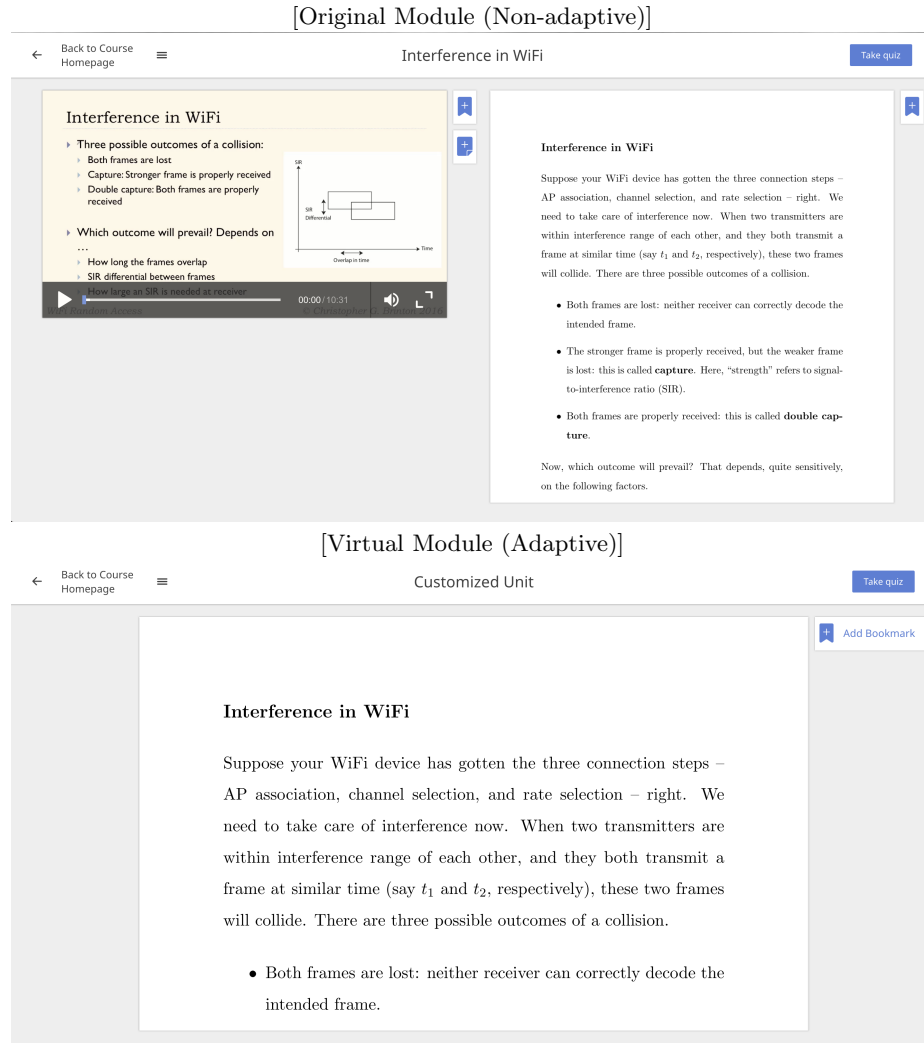 [Original Module (Non-adaptive)]
Back to Course
Homepage
Interference in WiFi
Take quiz
Interference in WiFi
Three possible outcomes of a collision:
Both frames are lost
Capture: Stronger frame is properly received
Double capture: Both frames are properly
received
Which outcome will prevail? Depends on
…
How long the frames overlap
SIR differential between frames
How large an SIR is needed at receiver
SIR
SIR
Differential
Time
Overlap in time
00:00 / 10:31
WiFi Random Access
© Christopher G. Brinton 2016
Interference in WiFi
Suppose your WiFi device has gotten the three connection steps –
AP association, channel selection, and rate selection – right. We
need to take care of interference now. When two transmitters are
within interference range of each other, and they both transmit a
frame at similar time (say t₁ and t₂, respectively), these two frames
will collide. There are three possible outcomes of a collision.
• Both frames are lost: neither receiver can correctly decode the
intended frame.
• The stronger frame is properly received, but the weaker frame
is lost: this is called capture. Here, “strength” refers to signal-
to-interference ratio (SIR).
• Both frames are properly received: this is called double cap-
ture.
Now, which outcome will prevail? That depends, quite sensitively,
on the following factors.
[Virtual Module (Adaptive)]
Back to Course
Homepage
Customized Unit
Take quiz
Add Bookmark
Interference in WiFi
Suppose your WiFi device has gotten the three connection steps –
AP association, channel selection, and rate selection – right. We
need to take care of interference now. When two transmitters are
within interference range of each other, and they both transmit a
frame at similar time (say t₁ and t₂, respectively), these two frames
will collide. There are three possible outcomes of a collision.
• Both frames are lost: neither receiver can correctly decode the
intended frame.